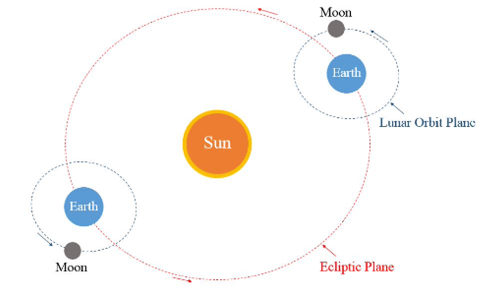 Moon
Earth
Lunar Orbit Plane
Sun
Earth
Moon
Ecliptic Plane